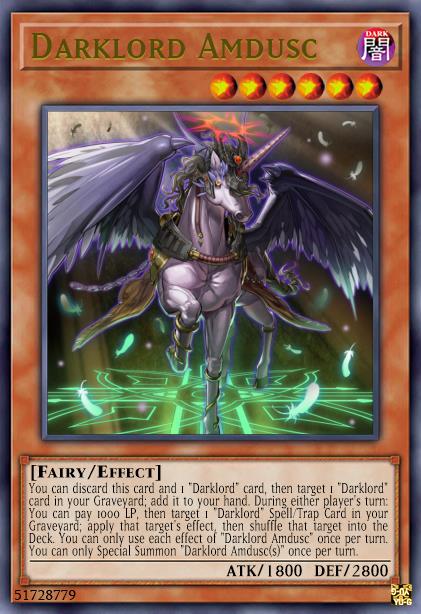 Darklord Amdusc
DARK
闇
[Fairy/Effect]
You can discard this card and 1 "Darklord" card, then target 1 "Darklord"
card in your Graveyard; add it to your hand. During either player's turn:
You can pay 1000 LP, then target 1 "Darklord" Spell/Trap Card in your
Graveyard; apply that target's effect, then shuffle that target into the
Deck. You can only use each effect of "Darklord Amdusc" once per turn.
You can only Special Summon "Darklord Amdusc(s)" once per turn.
ATK/1800 DEF/2800
51728779